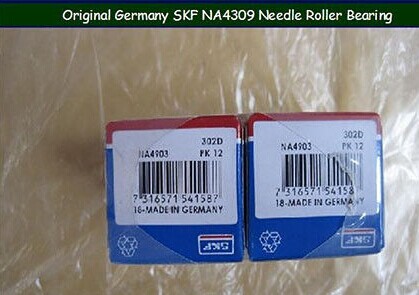 Original Germany SKF NA4309 Needle Roller Bearing
302D
NA4903 PK 12
7 316571 541587
18-MADE IN GERMANY
SKF
302D
NA4903 PK 12
7 316571 54158
18-MADE IN GERMANY
SKF